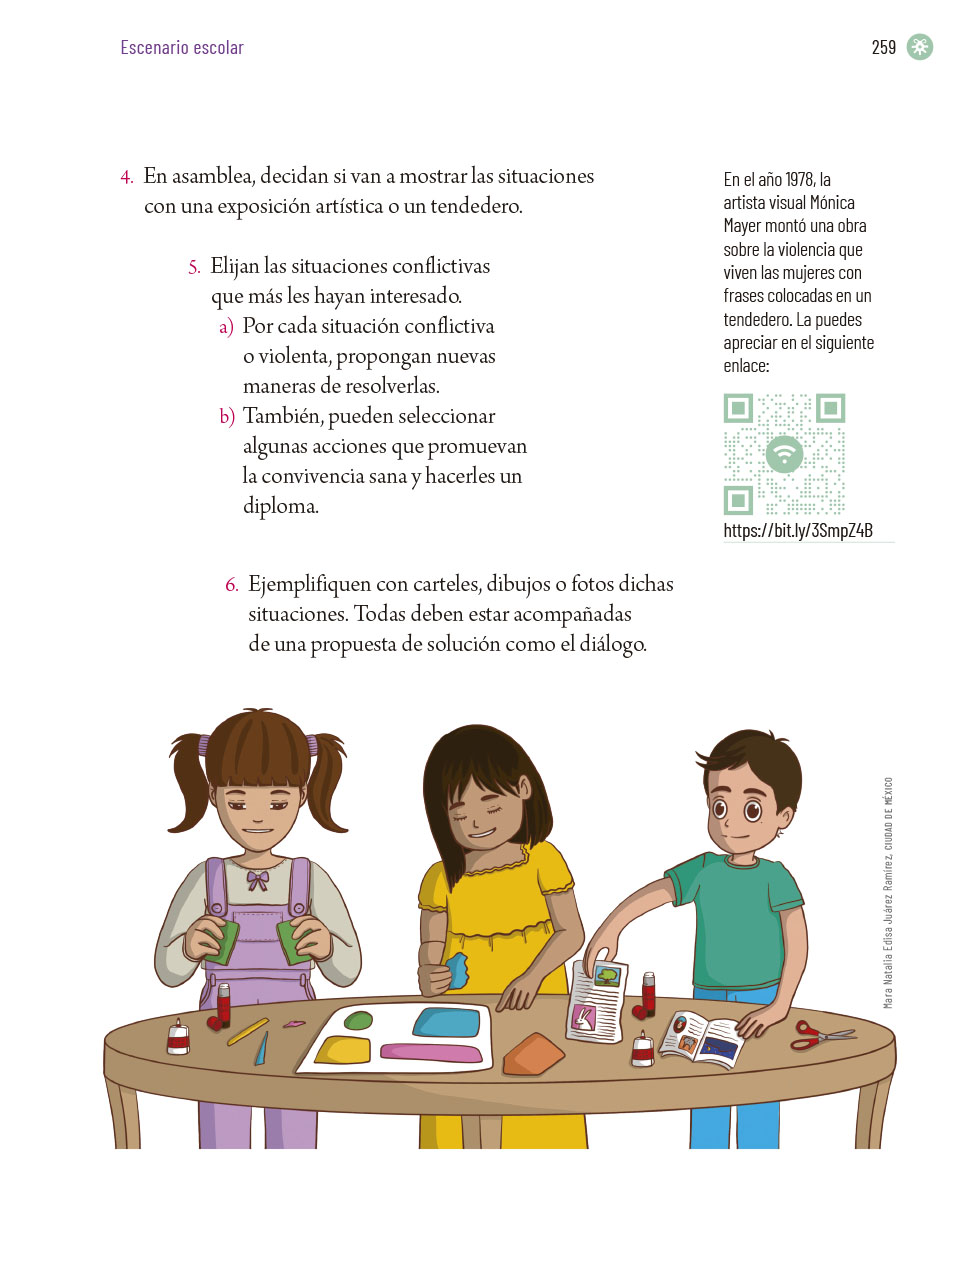 Escenario escolar
259
4. En asamblea, decidan si van a mostrar las situaciones
con una exposición artística o un tendedero.
5. Elijan las situaciones conflictivas
que más les hayan interesado.
a) Por cada situación conflictiva
o violenta, propongan nuevas
maneras de resolverlas.
b) También, pueden seleccionar
algunas acciones que promuevan
la convivencia sana y hacerles un
diploma.
6. Ejemplifiquen con carteles, dibujos o fotos dichas
situaciones. Todas deben estar acompañadas
de una propuesta de solución como el diálogo.
En el año 1978, la
artista visual Mónica
Mayer montó una obra
sobre la violencia que
viven las mujeres con
frases colocadas en un
tendedero. La puedes
apreciar en el siguiente
enlace:
https://bit.ly/3SmpZ4B
Mara Natalia Edisa Juárez Ramírez, CIUDAD DE MÉXICO